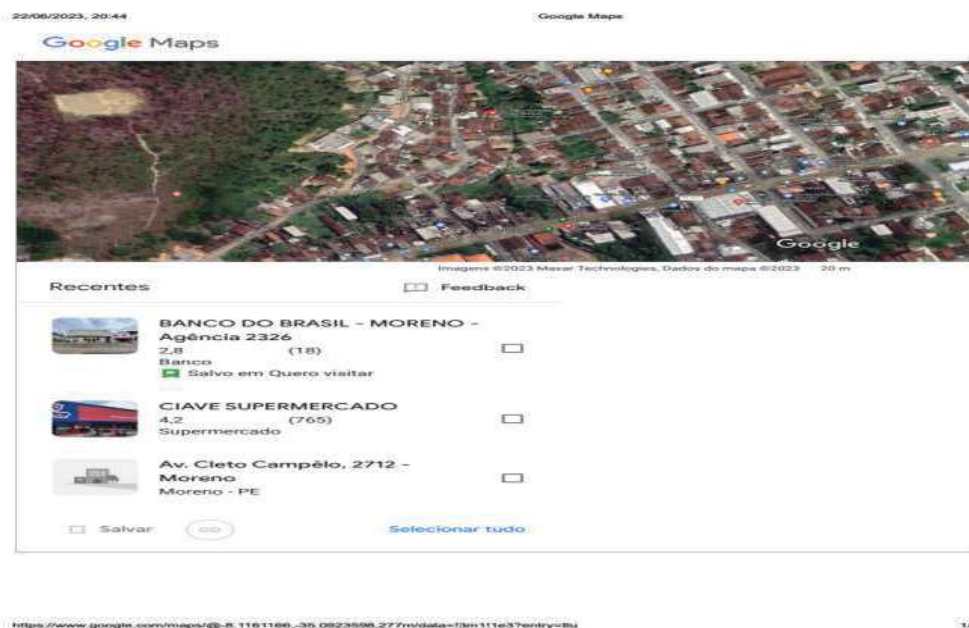 22/06/2023, 20:44 Google Maps
Google Maps
Google
Imagens ©2023 Maxar Technologies, Dados do mapa ©2023 20 m
Recentes Feedback
BANCO DO BRASIL - MORENO -
Agência 2326
2,8 (18)
Banco
Salvo em Quero visitar
CIAVE SUPERMERCADO
4,2 (765)
Supermercado
Av. Cleto Campêlo, 2712 -
Moreno
Moreno - PE
Salvar Selecionar tudo
https://www.google.com/maps/@-8.1161166,-35.0923598,277m/data=!3m1!1e3?entry=ttu